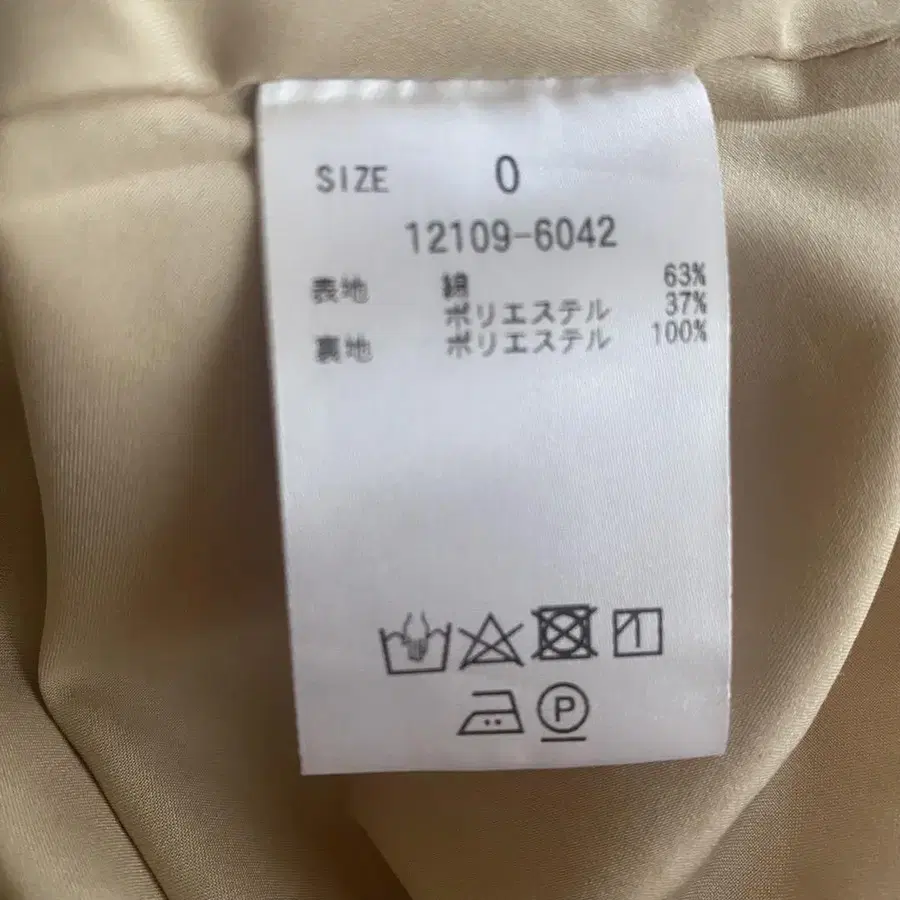 SIZE 0
12109-6042
表地 綿 63%
ポリエステル 37%
裏地 ポリエステル 100%
P